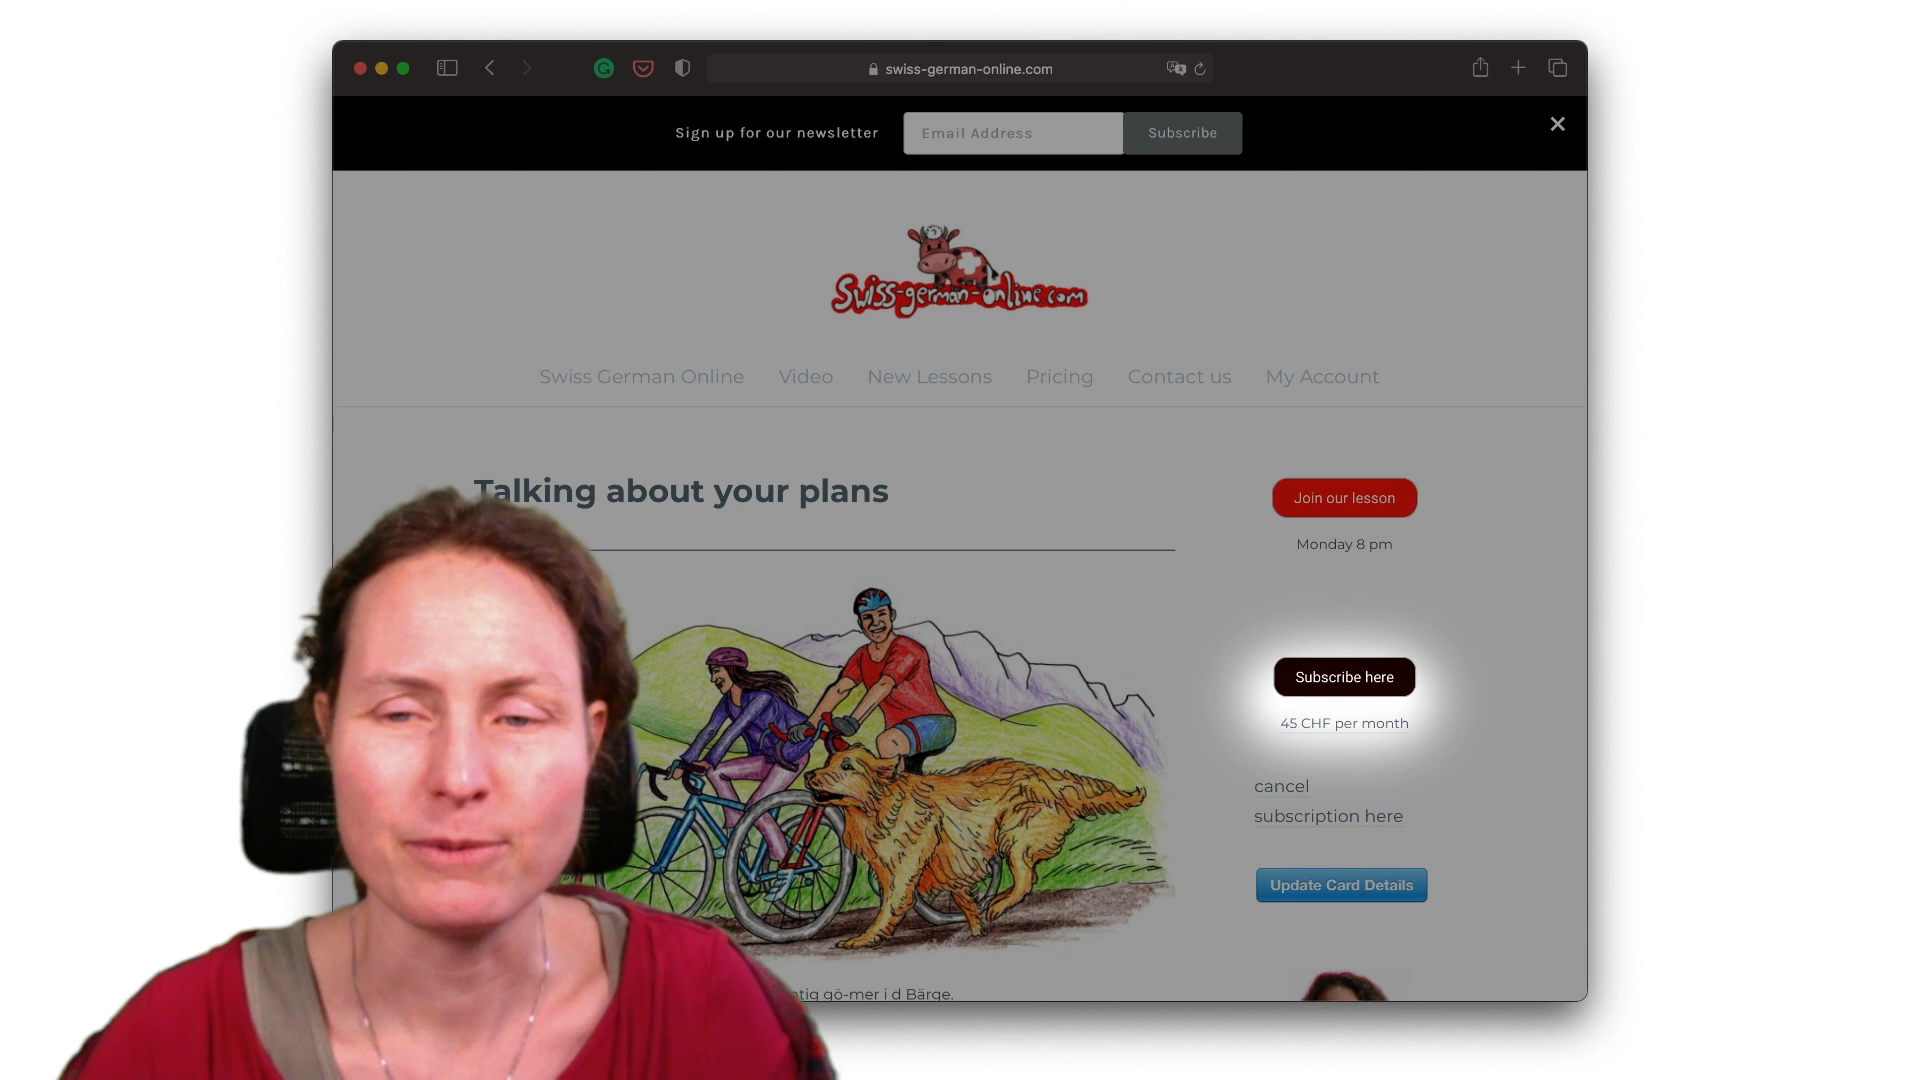 swiss-german-online.com
Sign up for our newsletter
Email Address
Subscribe
Swiss-german-online.com
Swiss German Online
Video
New Lessons
Pricing
Contact us
My Account
Talking about your plans
Join our lesson
Monday 8 pm
Subscribe here
45 CHF per month
cancel
subscription here
Update Card Details
gö-mer i d Bärge.